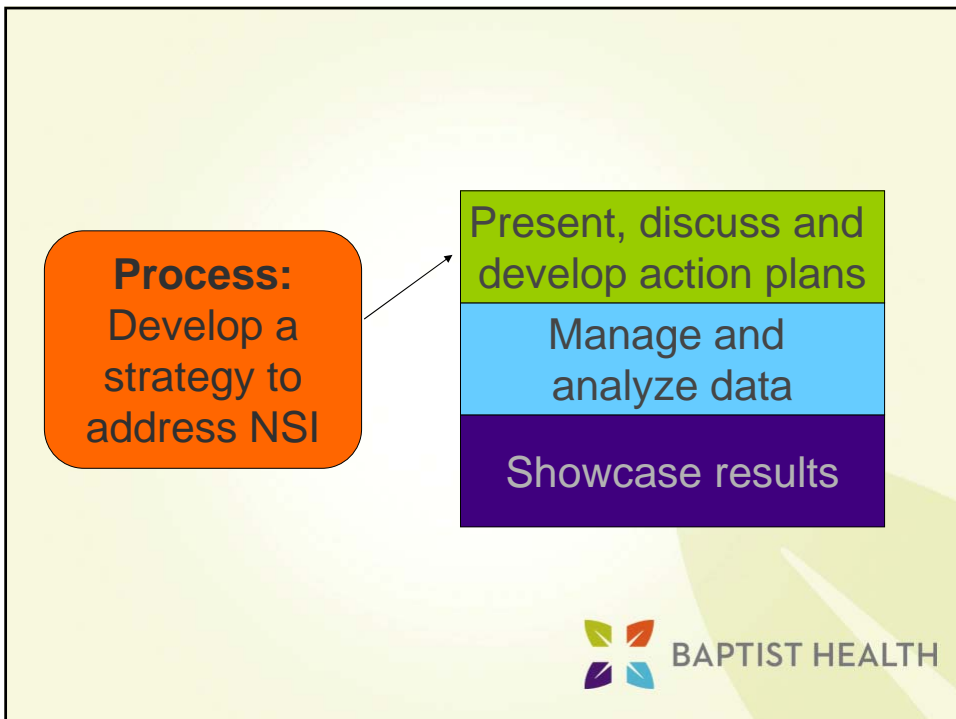 Process:
Develop a
strategy to
address NSI
Present, discuss and
develop action plans
Manage and
analyze data
Showcase results
BAPTIST HEALTH